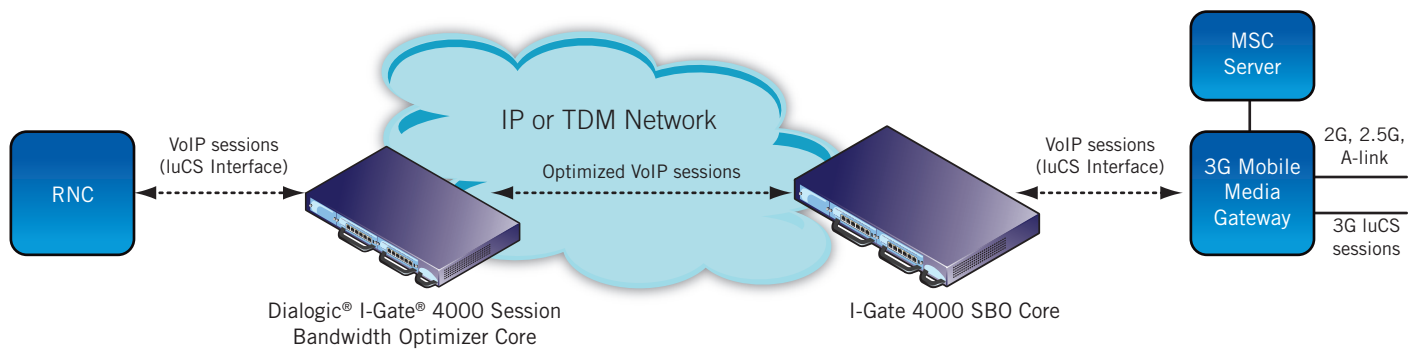 MSC
Server
IP or TDM Network
RNC
VoIP sessions
(IuCS Interface)
Optimized VoIP sessions
VoIP sessions
(IuCS Interface)
3G Mobile
Media
Gateway
2G, 2.5G,
A-link
3G IuCS
sessions
Dialogic® I-Gate® 4000 Session
Bandwidth Optimizer Core
I-Gate 4000 SBO Core